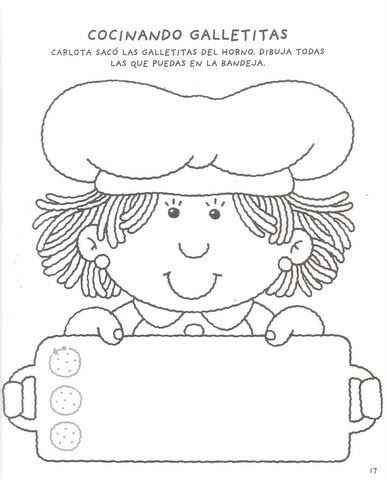 COCINANDO GALLETITAS
CARLOTA SACÓ LAS GALLETITAS DEL HORNO. DIBUJA TODAS
LAS QUE PUEDAS EN LA BANDEJA.
17